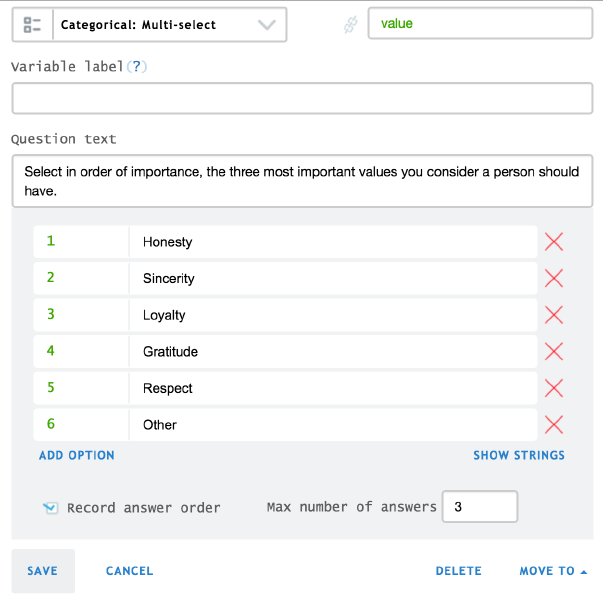 Categorical: Multi-select
value
Variable label(?)
Question text
Select in order of importance, the three most important values you consider a person should
have.
1 Honesty
2 Sincerity
3 Loyalty
4 Gratitude
5 Respect
6 Other
ADD OPTION SHOW STRINGS
Record answer order Max number of answers 3
SAVE CANCEL DELETE MOVE TO